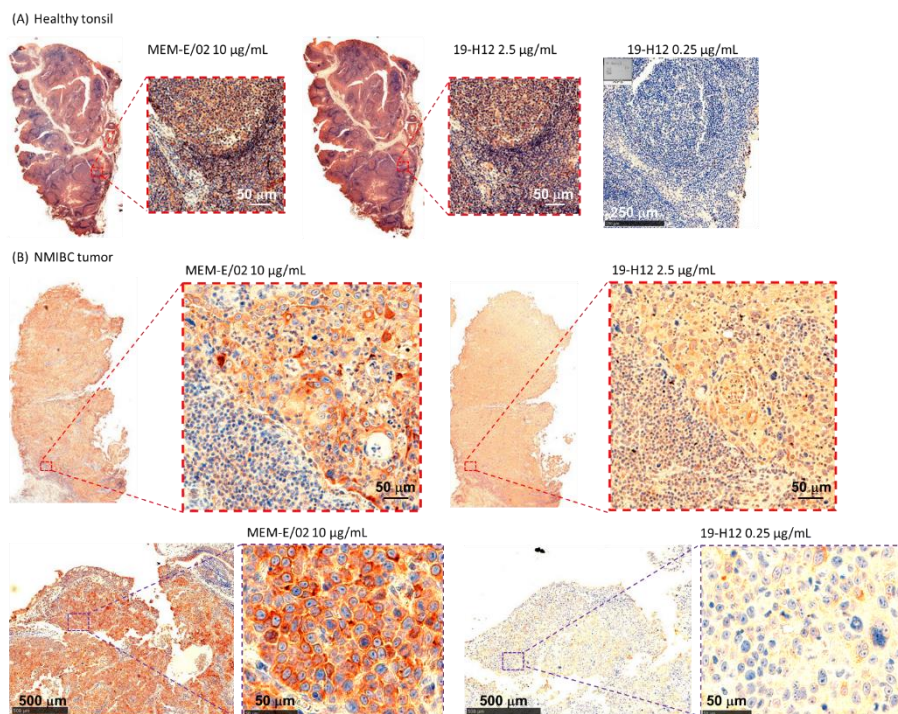 (A) Healthy tonsil
MEM-E/02 10 µg/mL
19-H12 2.5 µg/mL
19-H12 0.25 µg/mL
50 µm
50 µm
250 µm
(B) NMIBC tumor
MEM-E/02 10 µg/mL
19-H12 2.5 µg/mL
50 µm
50 µm
MEM-E/02 10 µg/mL
19-H12 0.25 µg/mL
500 µm
50 µm
500 µm
50 µm